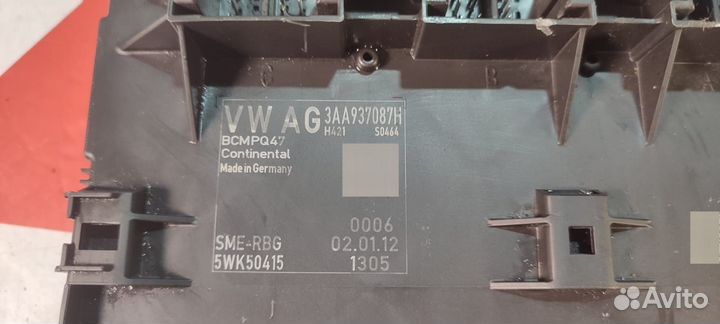 VW AG 3AA937087H
H421 S0464
BCMPQ47
Continental
Made in Germany
0006
SME-RBG 02.01.12
5WK50415 1305
Avito